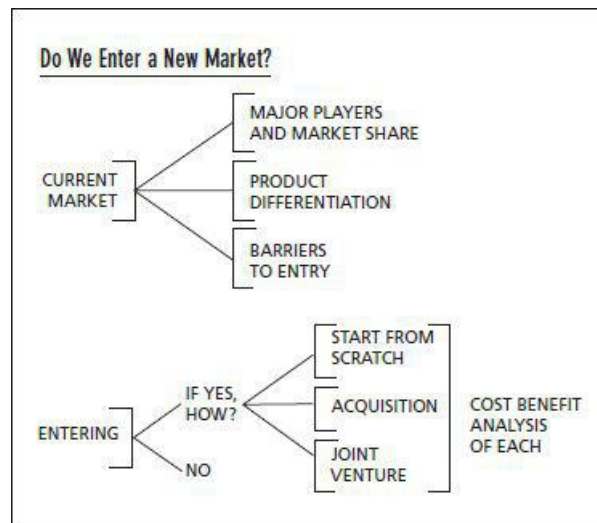 Do We Enter a New Market?
MAJOR PLAYERS
AND MARKET SHARE
CURRENT
MARKET
PRODUCT
DIFFERENTIATION
BARRIERS
TO ENTRY
START FROM
SCRATCH
IF YES,
HOW?
ACQUISITION
COST BENEFIT
ANALYSIS
OF EACH
ENTERING
JOINT
VENTURE
NO